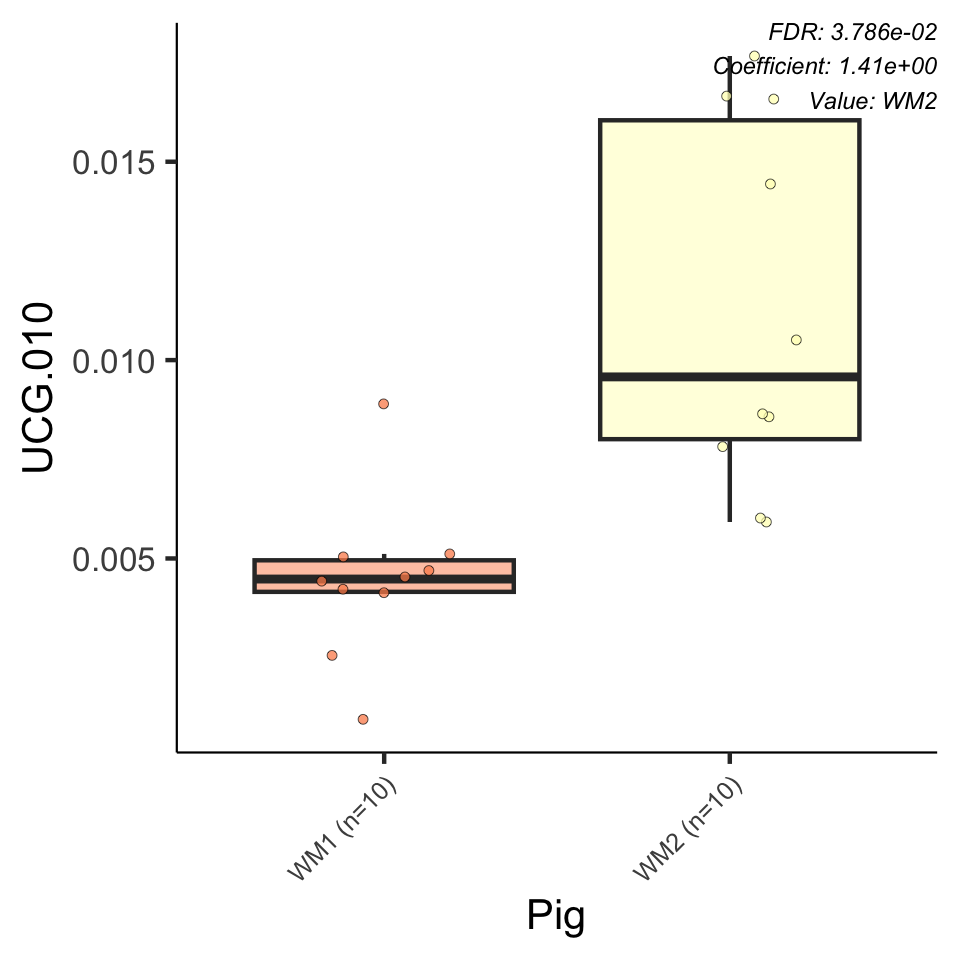 FDR: 3.786e-02
Coefficient: 1.41e+00
Value: WM2
UCG.010
0.015
0.010
0.005
WM1 (n=10)
WM2 (n=10)
Pig